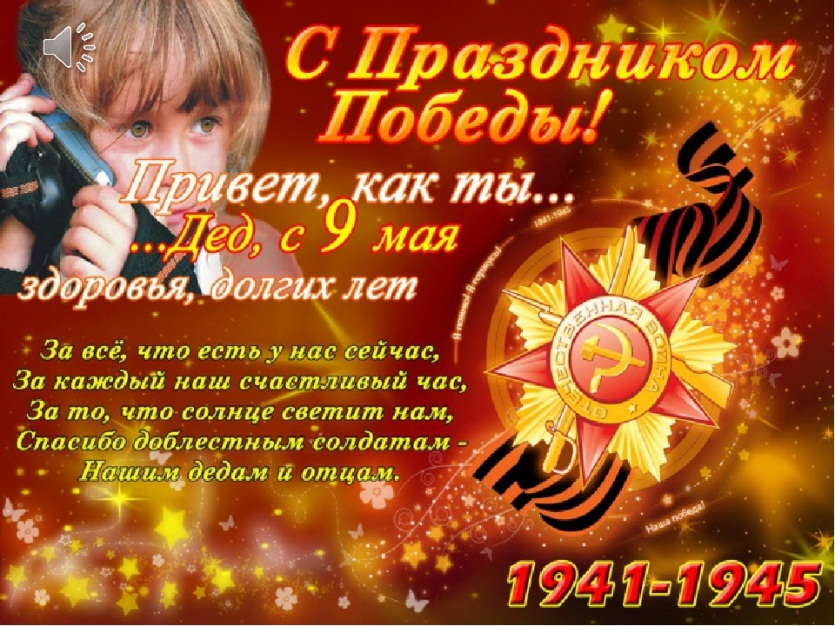 С Праздником
Победы!
Привет, как ты...
...Дед, с 9 мая
здоровья, долгих лет
1941-1945
Я помню! Я горжусь!
ОТЕЧЕСТВЕННАЯ ВОЙНА
За всё, что есть у нас сейчас,
За каждый наш счастливый час,
За то, что солнце светит нам,
Спасибо доблестным солдатам -
Нашим дедам и отцам.
Наша победа!
1941-1945